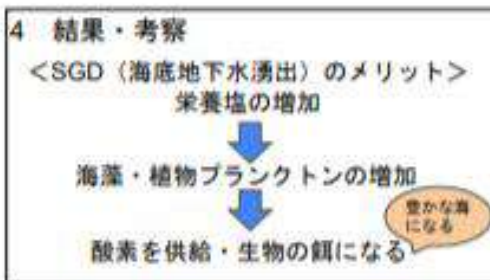 4 結果・考察
＜SGD（海底地下水湧出）のメリット＞
栄養塩の増加
海藻・植物プランクトンの増加
豊かな海
になる
酸素を供給・生物の餌になる